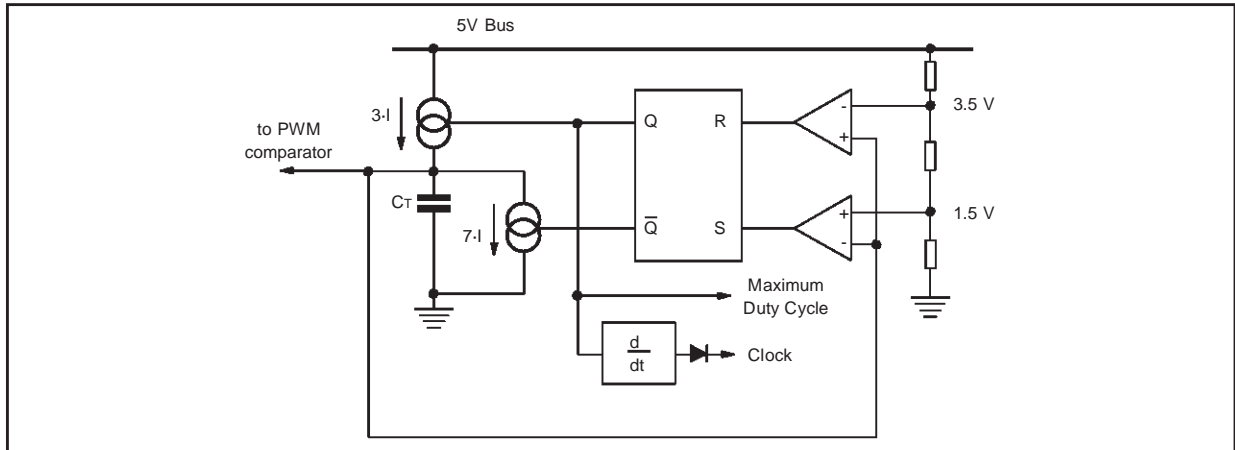 5V Bus
3·I
to PWM
comparator
CT
7·I
Q
R
Q̅
S
-
+
+
-
3.5 V
1.5 V
Maximum
Duty Cycle
d
dt
Clock